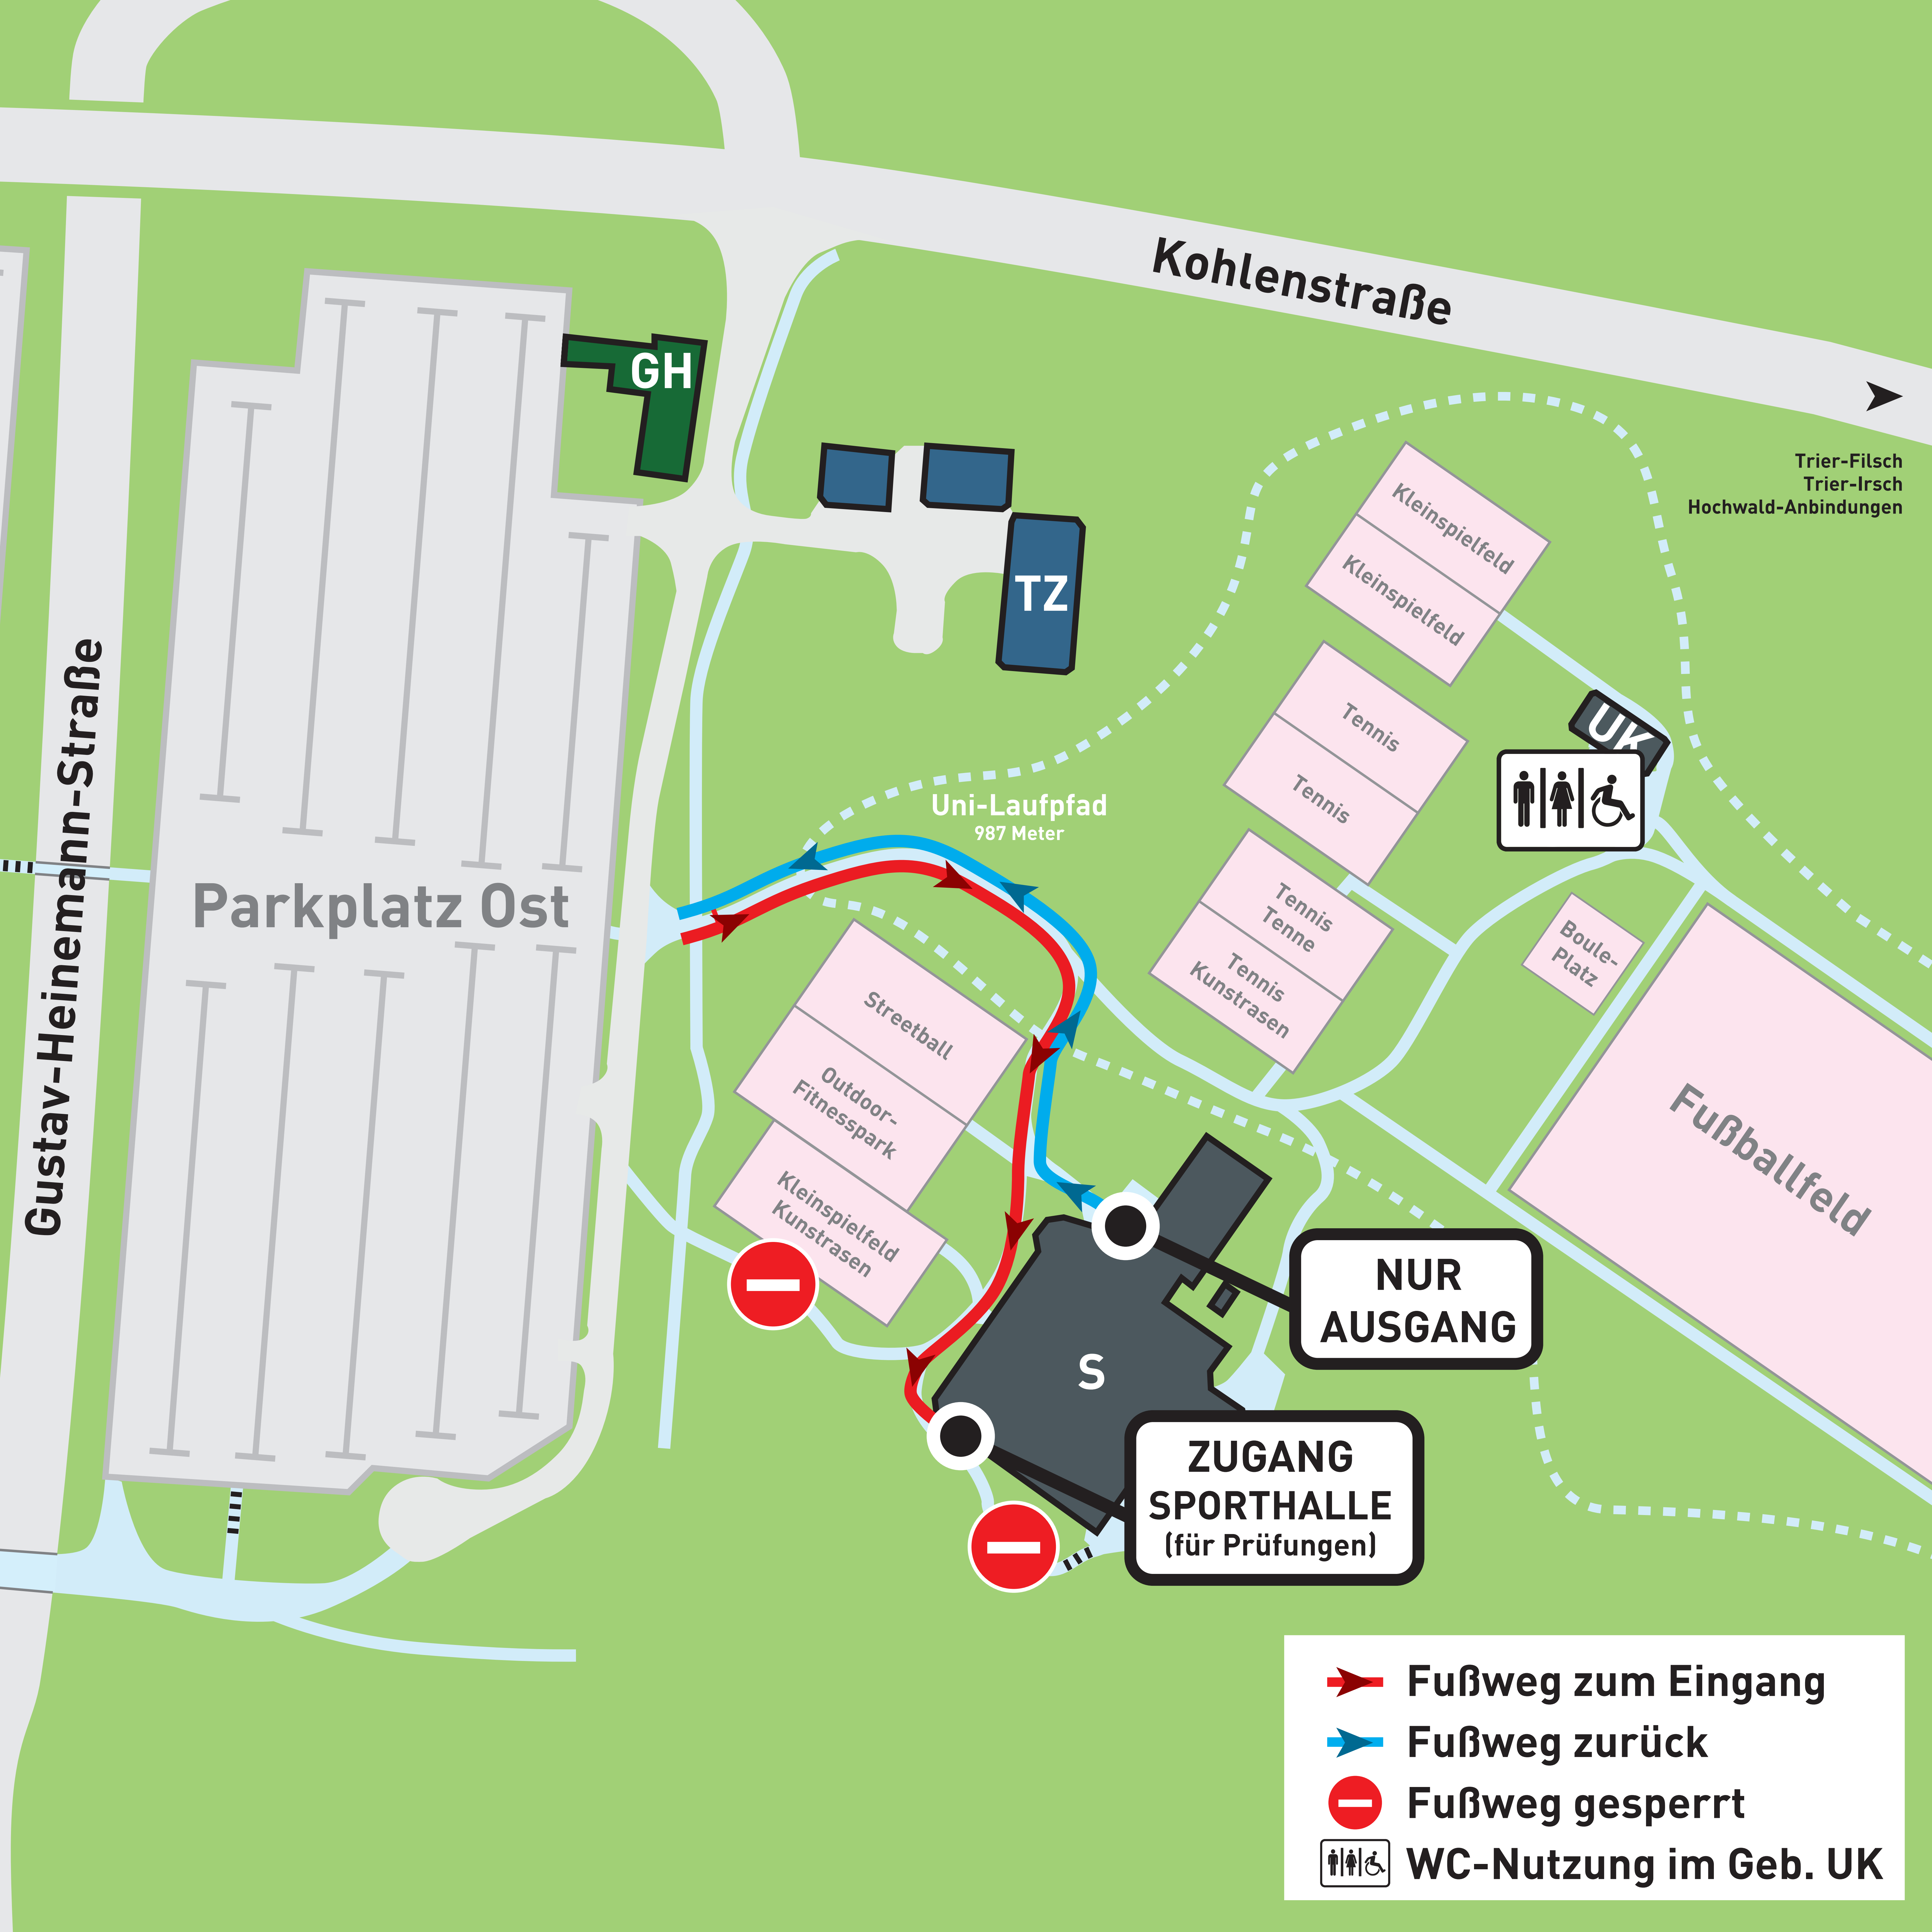 Kohlenstraße
GH
Trier-Filsch
Trier-Irsch
Hochwald-Anbindungen
Kleinspielfeld
Kleinspielfeld
TZ
Gustav-Heinemann-Straße
Tennis
Tennis
UK
Uni-Laufpfad
987 Meter
Parkplatz Ost
Tennis
Tenne
Tennis
Kunstrasen
Boule-
Platz
Streetball
Outdoor-
Fitnesspark
Kleinspielfeld
Kunstrasen
Fußballfeld
NUR
AUSGANG
S
ZUGANG
SPORTHALLE
(für Prüfungen)
Fußweg zum Eingang
Fußweg zurück
Fußweg gesperrt
WC-Nutzung im Geb. UK